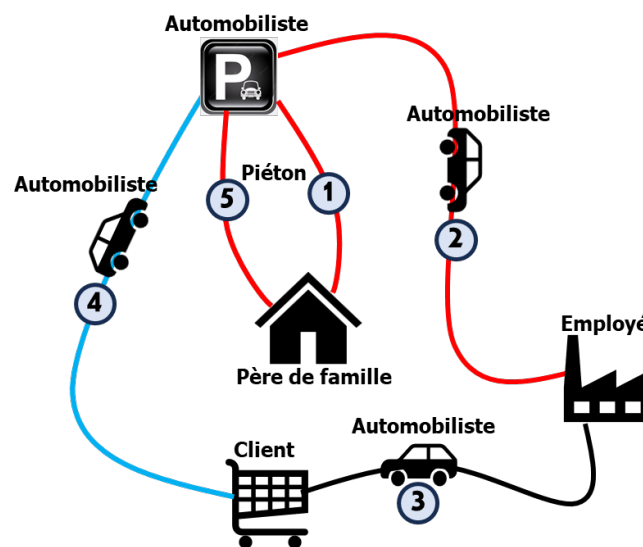 Automobiliste
P
Automobiliste
Piéton
Automobiliste
5
1
2
4
Employé
Père de famille
Automobiliste
Client
3